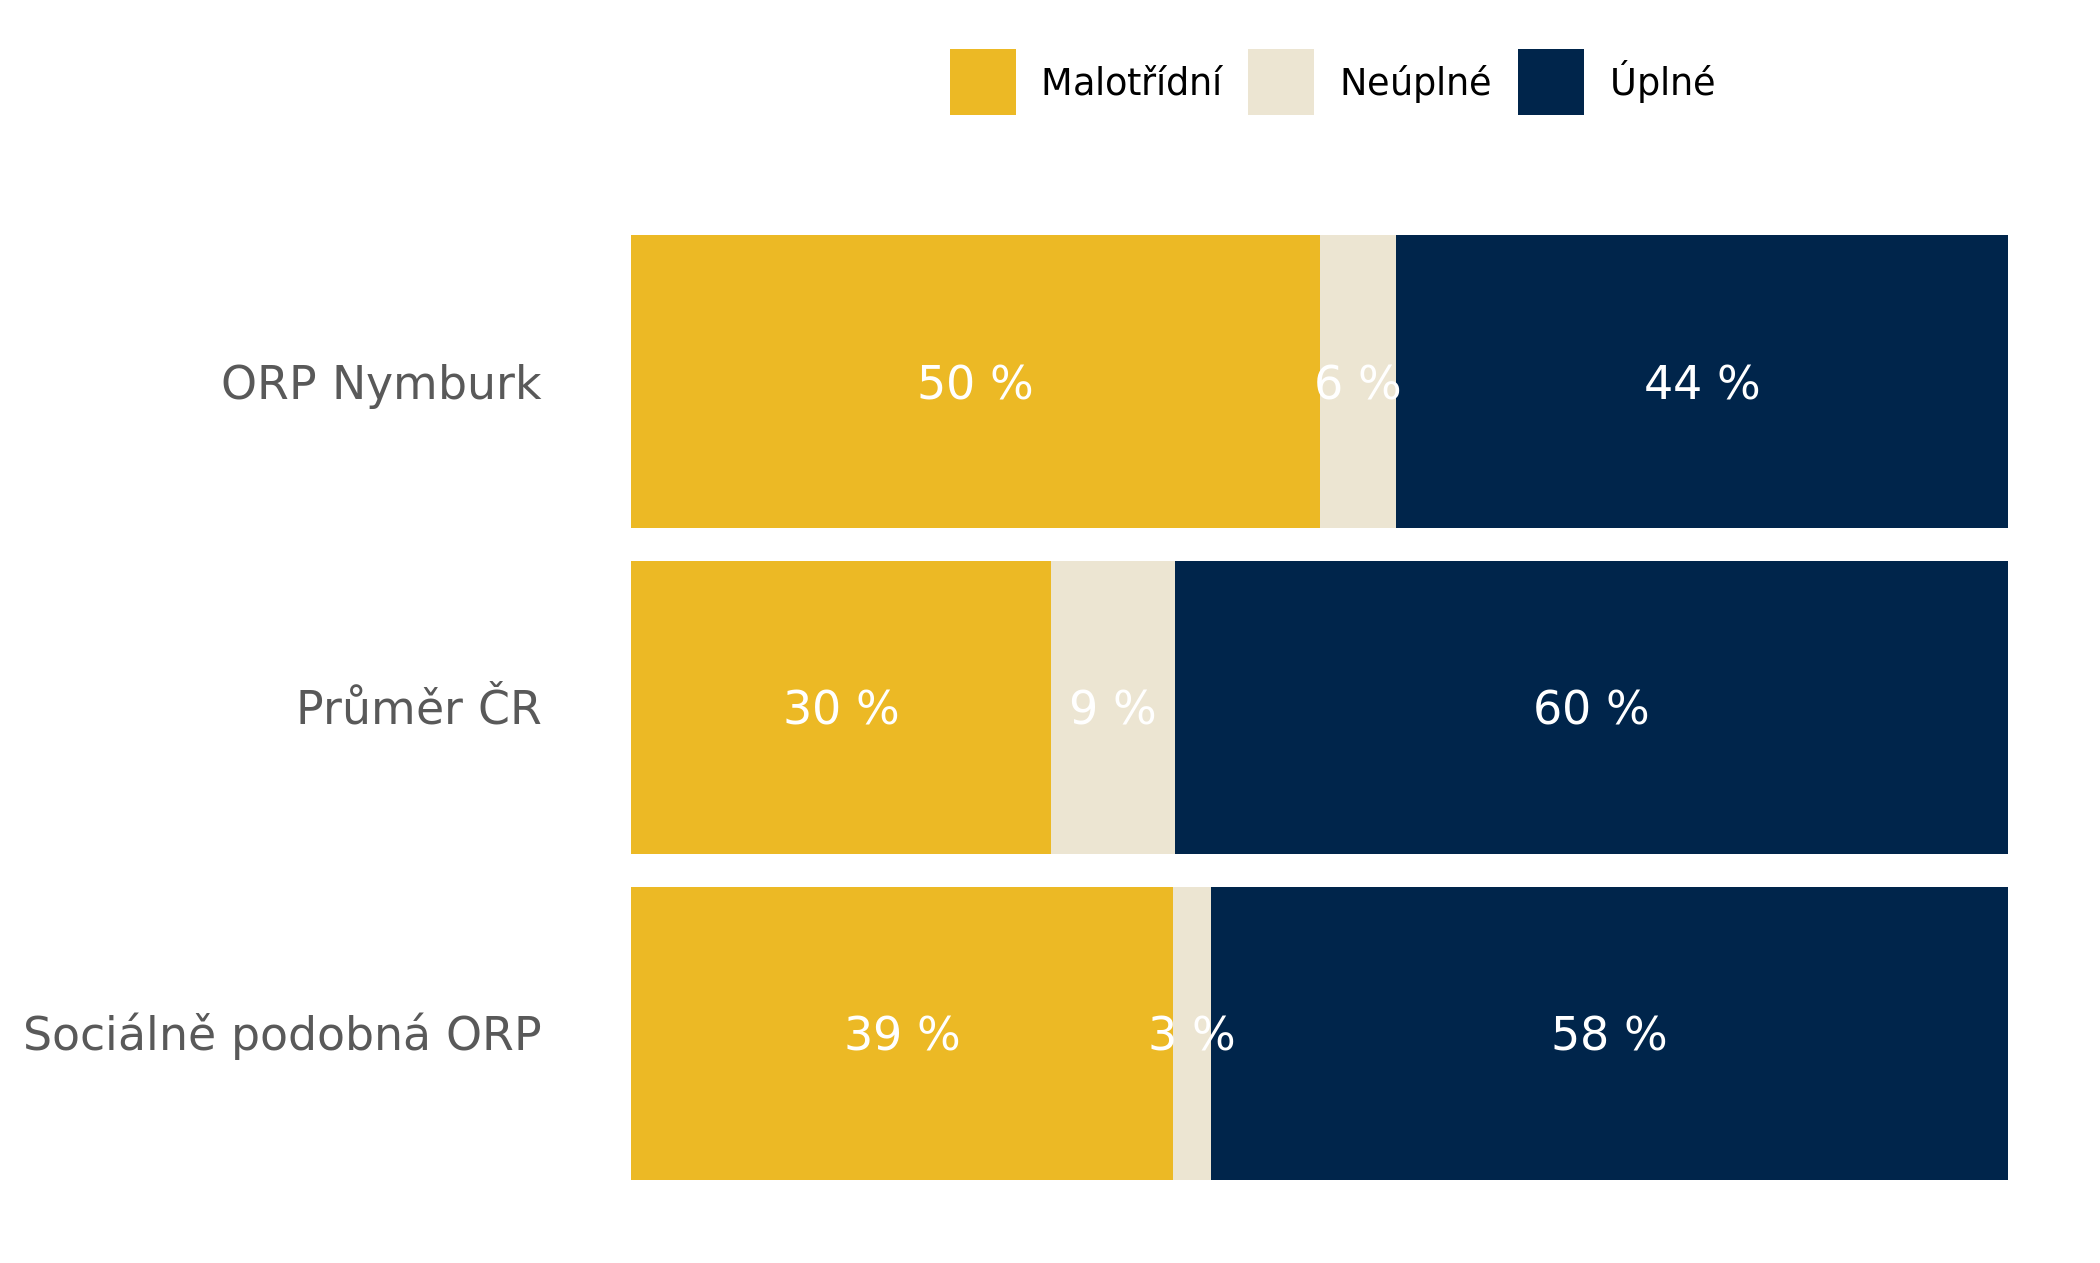 Malotřídní Neúplné Úplné
ORP Nymburk 50 % 6 % 44 %
Průměr ČR 30 % 9 % 60 %
Sociálně podobná ORP 39 % 3 % 58 %